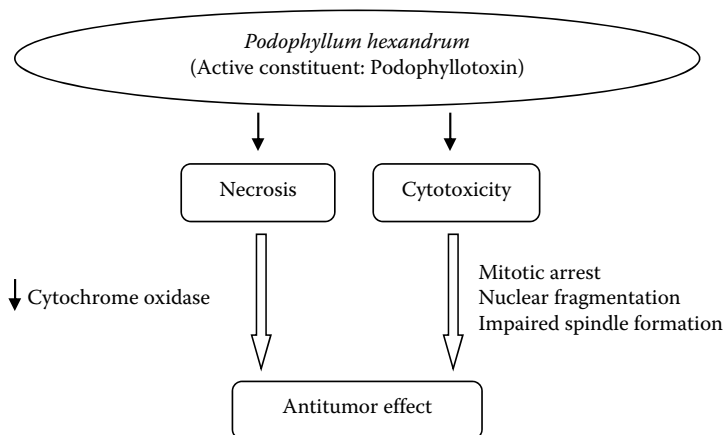 Podophyllum hexandrum
(Active constituent: Podophyllotoxin)
Necrosis
Cytotoxicity
Cytochrome oxidase
Mitotic arrest
Nuclear fragmentation
Impaired spindle formation
Antitumor effect